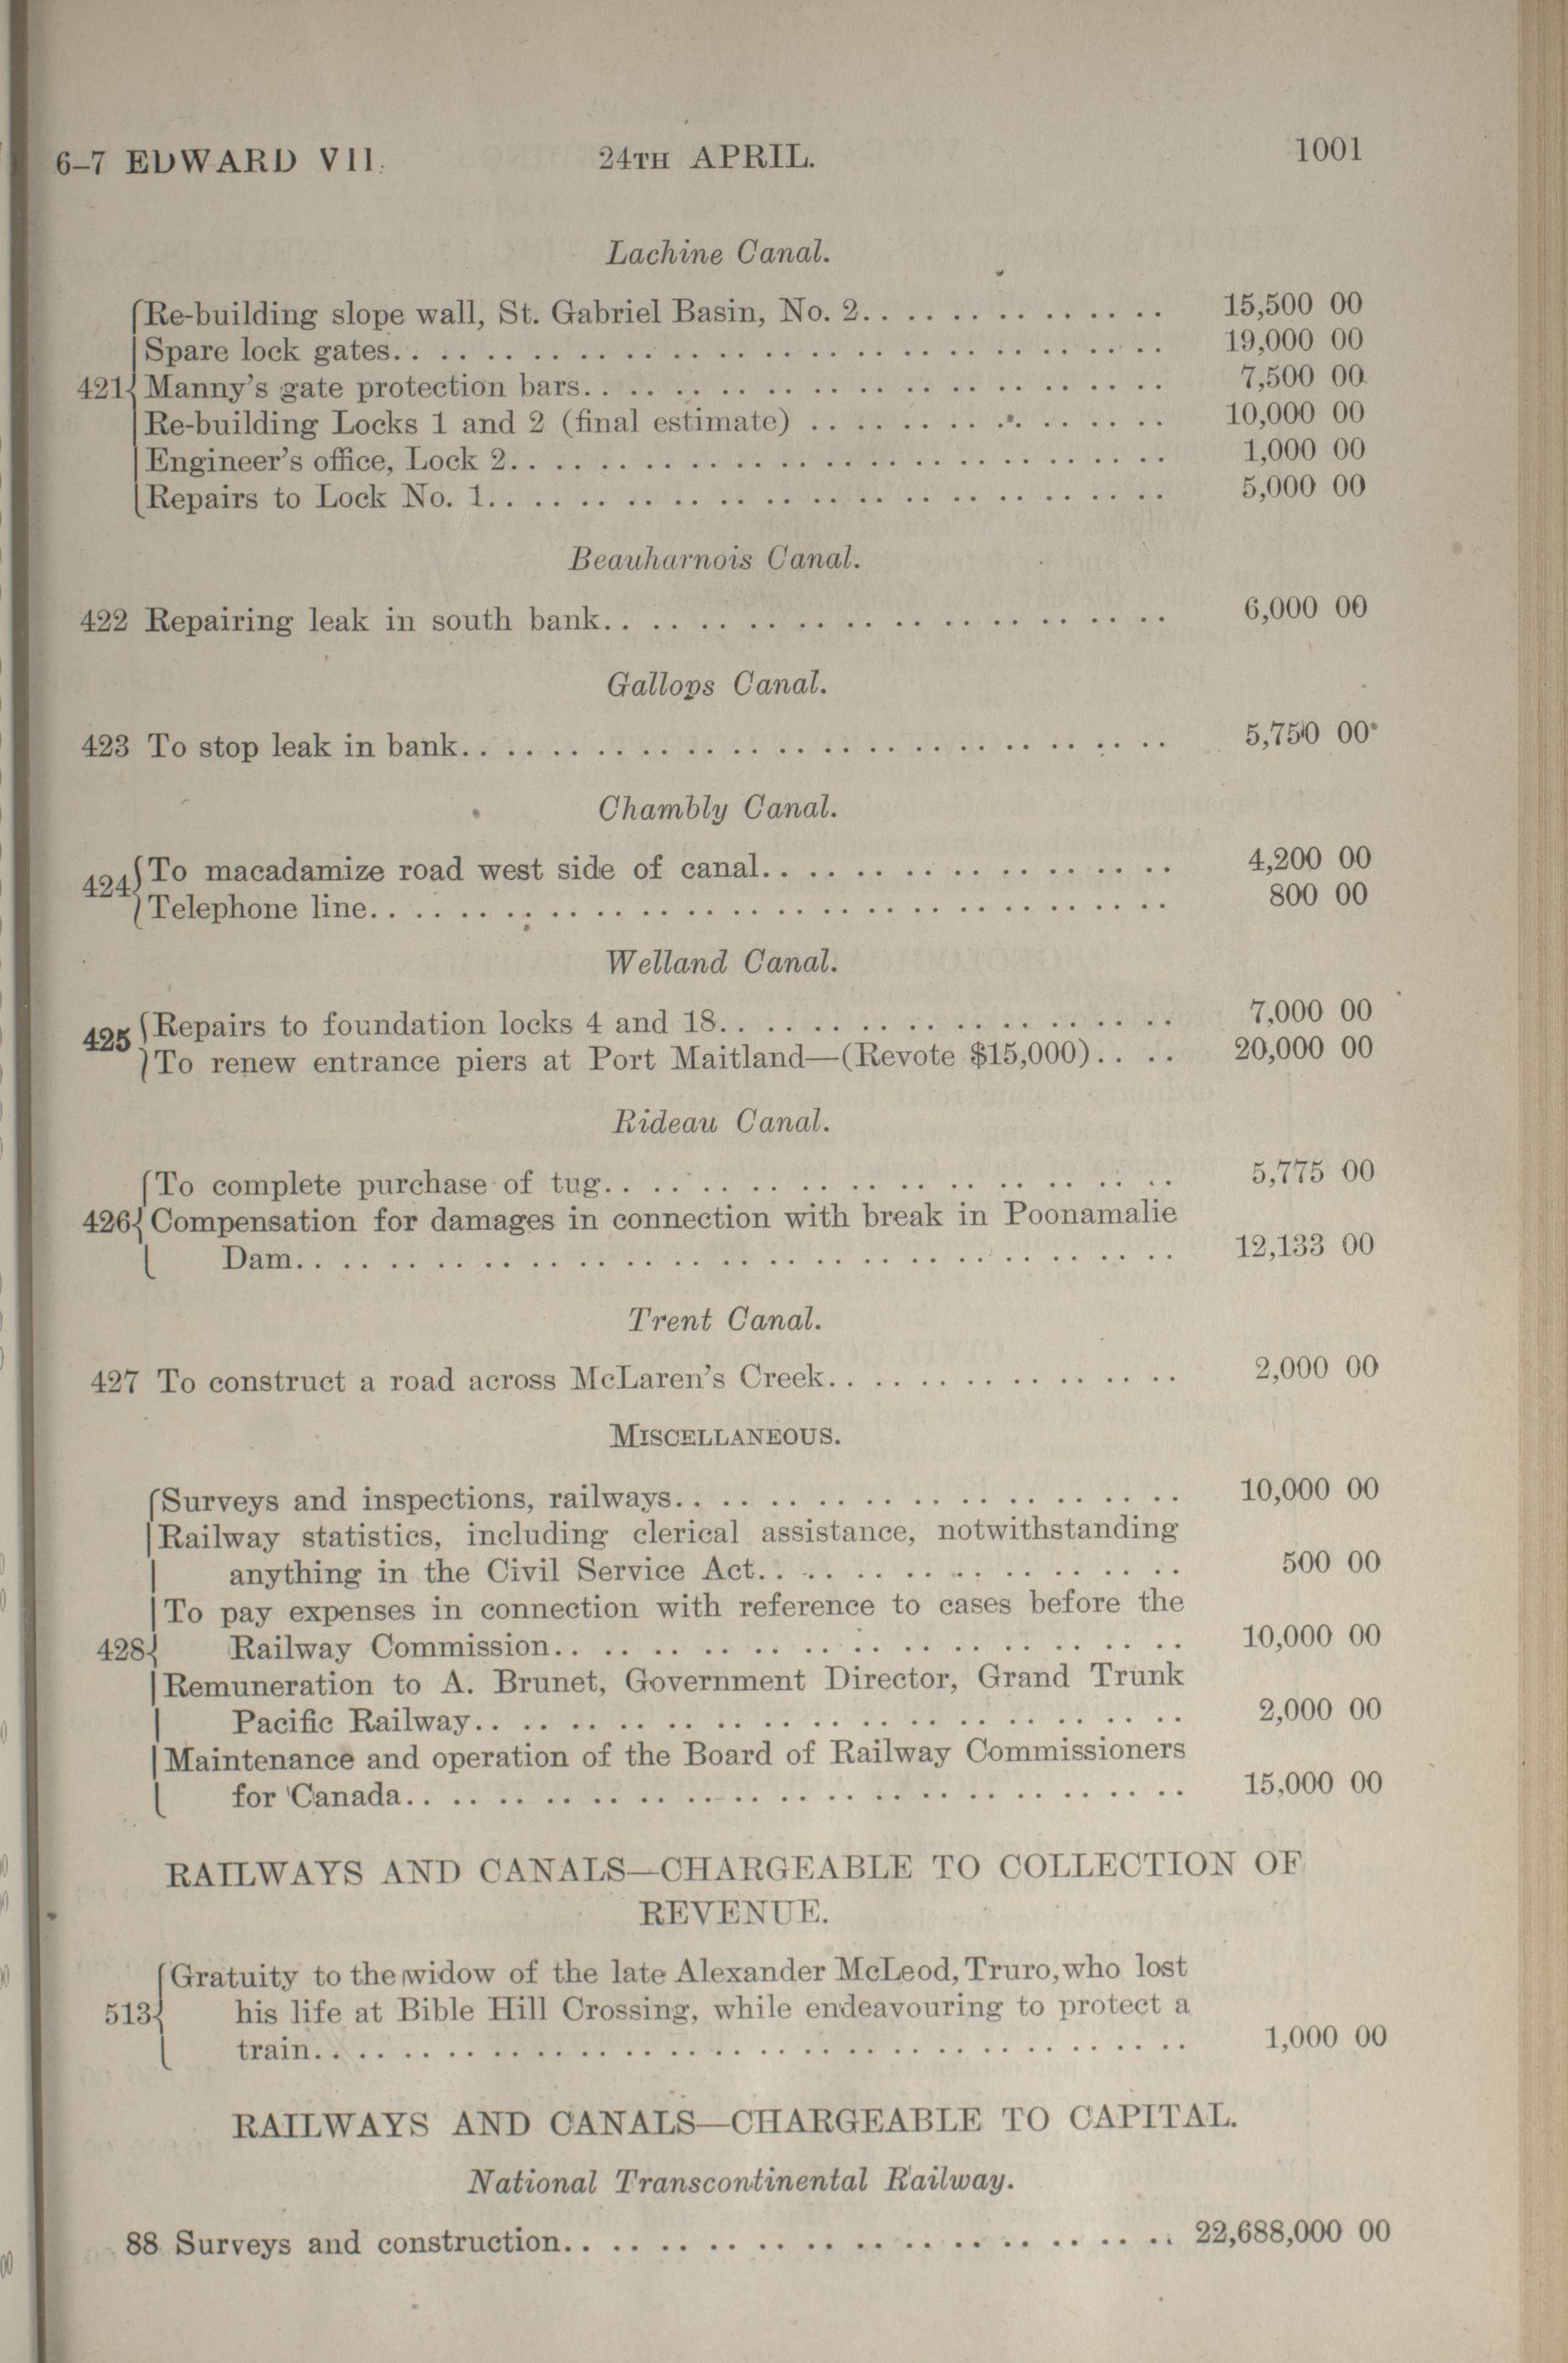 6-7 EDWARD VII. 24TH APRIL. 1001
Lachine Canal.
Re-building slope wall, St. Gabriel Basin, No. 2. . . . . . . . . . . . . . 15,500 00
Spare lock gates. . . . . . . . . . . . . . . . . . . . . . . . . . . . . . . . . 19,000 00
421 Manny's gate protection bars. . . . . . . . . . . . . . . . . . . . . . . . . 7,500 00
Re-building Locks 1 and 2 (final estimate) . . . . . . . . . . . . . . . . 10,000 00
Engineer's office, Lock 2. . . . . . . . . . . . . . . . . . . . . . . . . . . . 1,000 00
Repairs to Lock No. 1. . . . . . . . . . . . . . . . . . . . . . . . . . . . . 5,000 00
Beauharnois Canal.
422 Repairing leak in south bank. . . . . . . . . . . . . . . . . . . . . . . . 6,000 00
Gallops Canal.
423 To stop leak in bank. . . . . . . . . . . . . . . . . . . . . . . . . . . . . . 5,750 00
Chambly Canal.
424 To macadamize road west side of canal. . . . . . . . . . . . . . . . . . 4,200 00
Telephone line. . . . . . . . . . . . . . . . . . . . . . . . . . . . . . . . . . 800 00
Welland Canal.
425 Repairs to foundation locks 4 and 18. . . . . . . . . . . . . . . . . . . . 7,000 00
To renew entrance piers at Port Maitland—(Revote $15,000). . . . 20,000 00
Rideau Canal.
To complete purchase of tug. . . . . . . . . . . . . . . . . . . . . . . . 5,775 00
426 Compensation for damages in connection with break in Poonamalie
Dam. . . . . . . . . . . . . . . . . . . . . . . . . . . . . . . . . . . . . . 12,133 00
Trent Canal.
427 To construct a road across McLaren's Creek. . . . . . . . . . . . . . . . 2,000 00
MISCELLANEOUS.
Surveys and inspections, railways. . . . . . . . . . . . . . . . . . . . . . 10,000 00
Railway statistics, including clerical assistance, notwithstanding
anything in the Civil Service Act. . . . . . . . . . . . . . . . . . . 500 00
To pay expenses in connection with reference to cases before the
428 Railway Commission. . . . . . . . . . . . . . . . . . . . . . . . . . . 10,000 00
Remuneration to A. Brunet, Government Director, Grand Trunk
Pacific Railway. . . . . . . . . . . . . . . . . . . . . . . . . . . . . . 2,000 00
Maintenance and operation of the Board of Railway Commissioners
for Canada. . . . . . . . . . . . . . . . . . . . . . . . . . . . . . . . . 15,000 00
RAILWAYS AND CANALS—CHARGEABLE TO COLLECTION OF
REVENUE.
Gratuity to the widow of the late Alexander McLeod, Truro, who lost
513 his life at Bible Hill Crossing, while endeavouring to protect a
train. . . . . . . . . . . . . . . . . . . . . . . . . . . . . . . . . . . . . 1,000 00
RAILWAYS AND CANALS—CHARGEABLE TO CAPITAL.
National Transcontinental Railway.
88 Surveys and construction. . . . . . . . . . . . . . . . . . . . . . . . . . 22,688,000 00